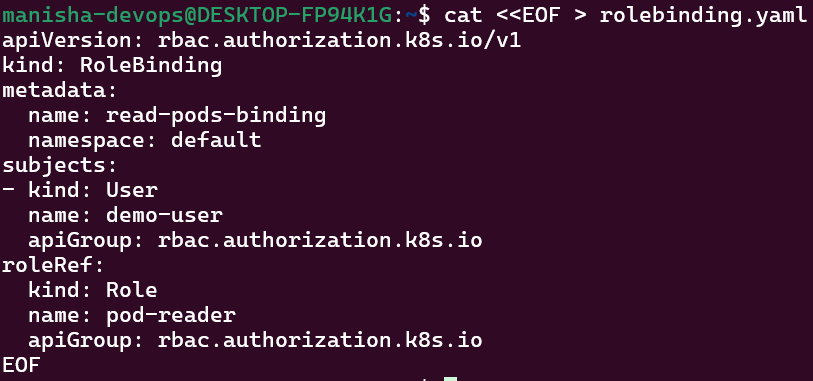 manisha-devops@DESKTOP-FP94K1G:~$ cat <<EOF > rolebinding.yaml
apiVersion: rbac.authorization.k8s.io/v1
kind: RoleBinding
metadata:
  name: read-pods-binding
  namespace: default
subjects:
- kind: User
  name: demo-user
  apiGroup: rbac.authorization.k8s.io
roleRef:
  kind: Role
  name: pod-reader
  apiGroup: rbac.authorization.k8s.io
EOF